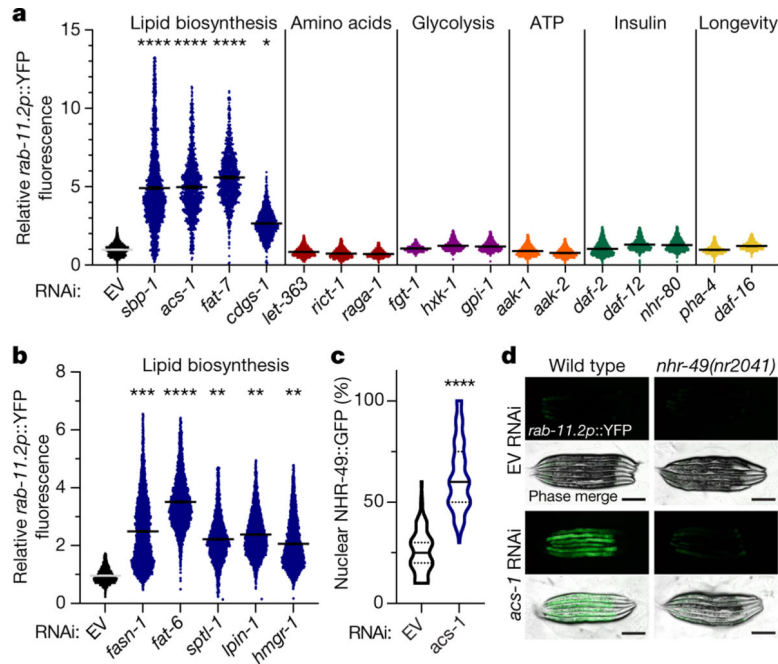 a
Lipid biosynthesis
Amino acids
Glycolysis
ATP
Insulin
Longevity
**** **** **** *
Relative rab-11.2p::YFP
fluorescence
15
10
5
0
RNAi:
EV
sbp-1
acs-1
fat-7
cdgs-1
let-363
rict-1
raga-1
fgt-1
hxk-1
gpi-1
aak-1
aak-2
daf-2
daf-12
nhr-80
pha-4
daf-16
b
Lipid biosynthesis
*** **** ** ** **
Relative rab-11.2p::YFP
fluorescence
8
6
4
2
0
RNAi:
EV
fasn-1
fat-6
sptl-1
lpin-1
hmgr-1
c
****
Nuclear NHR-49::GFP (%)
100
50
0
RNAi:
EV
acs-1
d
Wild type
nhr-49(nr2041)
EV RNAi
rab-11.2p::YFP
Phase merge
acs-1 RNAi